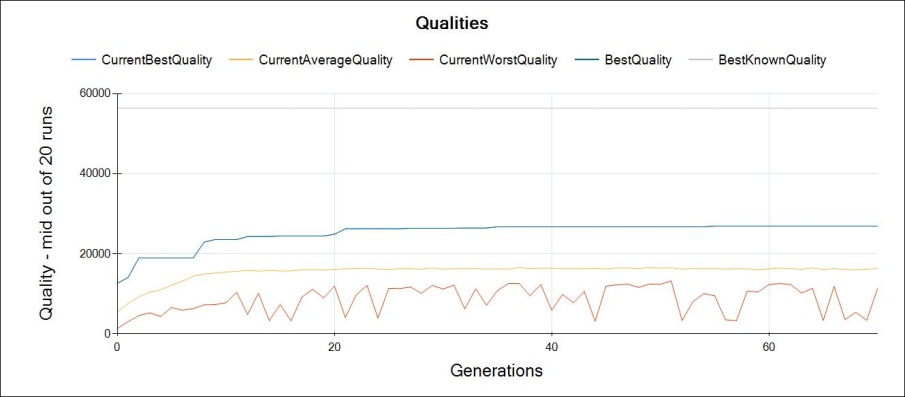 Qualities
CurrentBestQuality CurrentAverageQuality CurrentWorstQuality BestQuality BestKnownQuality
Quality - mid out of 20 runs
60000
40000
20000
0
0 20 40 60
Generations